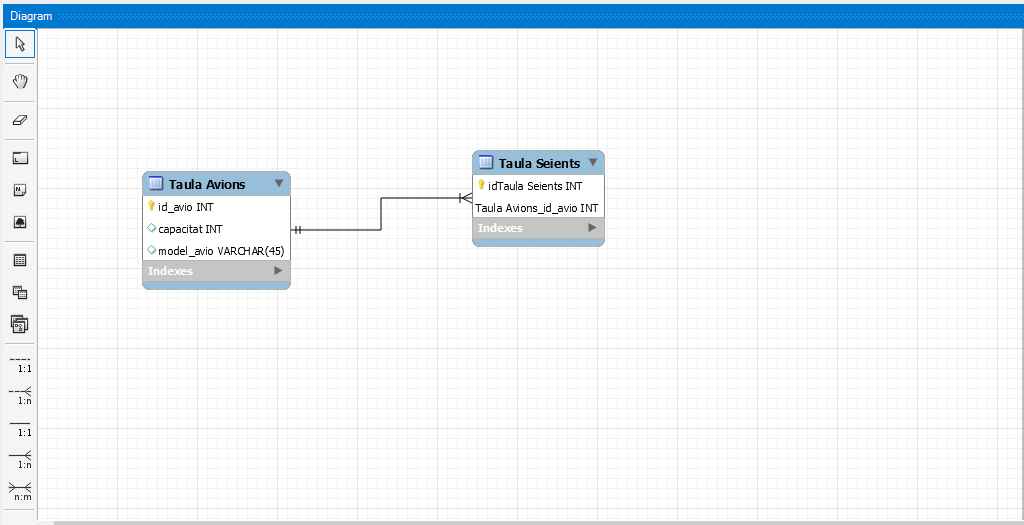 Diagram
Taula Avions
id_avio INT
capacitat INT
model_avio VARCHAR(45)
Indexes
Taula Seients
idTaula Seients INT
Taula Avions_id_avio INT
Indexes
1:1
1:n
1:1
1:n
n:m